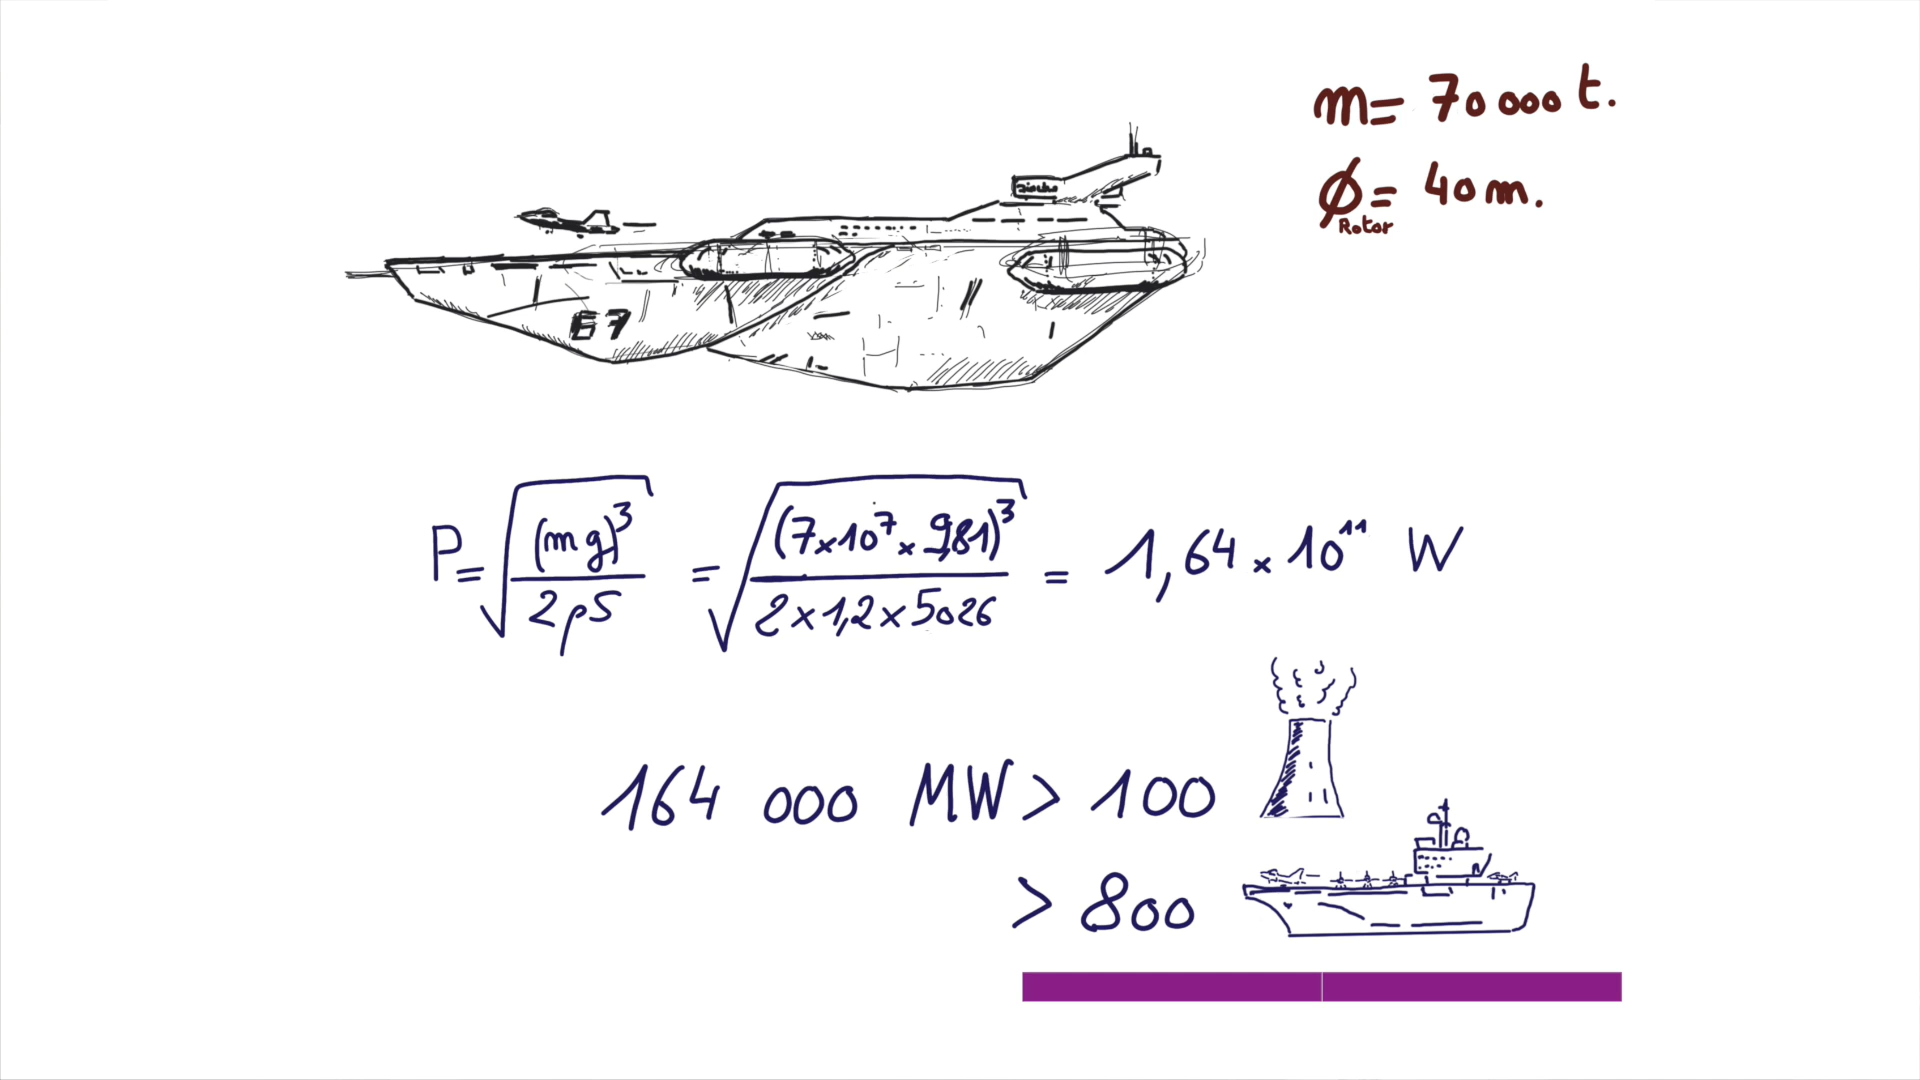 m= 70 000 t.
Φ= 40 m.
Rotor
67
P= √((mg)³ / 2ρS) = √((7×10⁷ × 9,81)³ / 2×1,2×5026) = 1,64 × 10¹¹ W
164 000 MW > 100
> 800